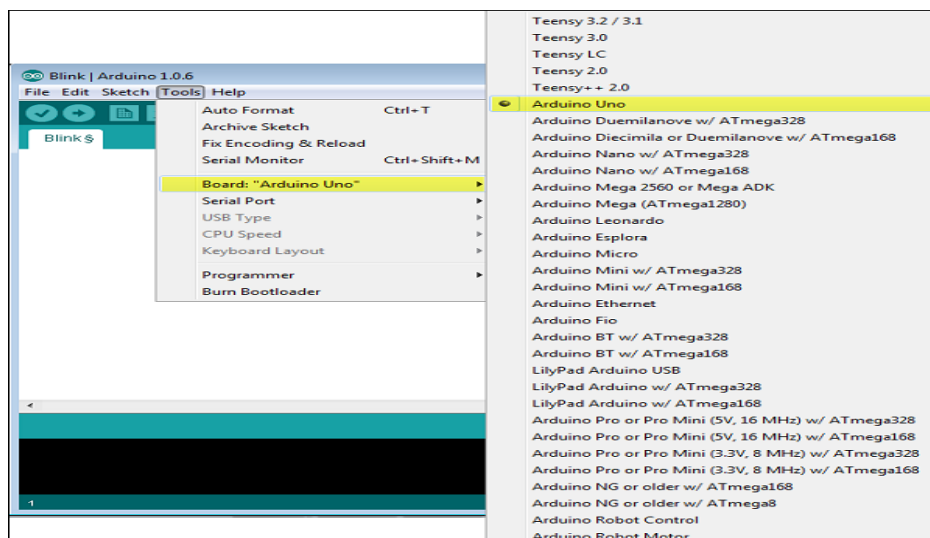 Blink | Arduino 1.0.6
File Edit Sketch Tools Help
Blink §
Auto Format Ctrl+T
Archive Sketch
Fix Encoding & Reload
Serial Monitor Ctrl+Shift+M
Board: "Arduino Uno"
Serial Port
USB Type
CPU Speed
Keyboard Layout
Programmer
Burn Bootloader
1
Teensy 3.2 / 3.1
Teensy 3.0
Teensy LC
Teensy 2.0
Teensy++ 2.0
Arduino Uno
Arduino Duemilanove w/ ATmega328
Arduino Diecimila or Duemilanove w/ ATmega168
Arduino Nano w/ ATmega328
Arduino Nano w/ ATmega168
Arduino Mega 2560 or Mega ADK
Arduino Mega (ATmega1280)
Arduino Leonardo
Arduino Esplora
Arduino Micro
Arduino Mini w/ ATmega328
Arduino Mini w/ ATmega168
Arduino Ethernet
Arduino Fio
Arduino BT w/ ATmega328
Arduino BT w/ ATmega168
LilyPad Arduino USB
LilyPad Arduino w/ ATmega328
LilyPad Arduino w/ ATmega168
Arduino Pro or Pro Mini (5V, 16 MHz) w/ ATmega328
Arduino Pro or Pro Mini (5V, 16 MHz) w/ ATmega168
Arduino Pro or Pro Mini (3.3V, 8 MHz) w/ ATmega328
Arduino Pro or Pro Mini (3.3V, 8 MHz) w/ ATmega168
Arduino NG or older w/ ATmega168
Arduino NG or older w/ ATmega8
Arduino Robot Control
Arduino Robot Motor